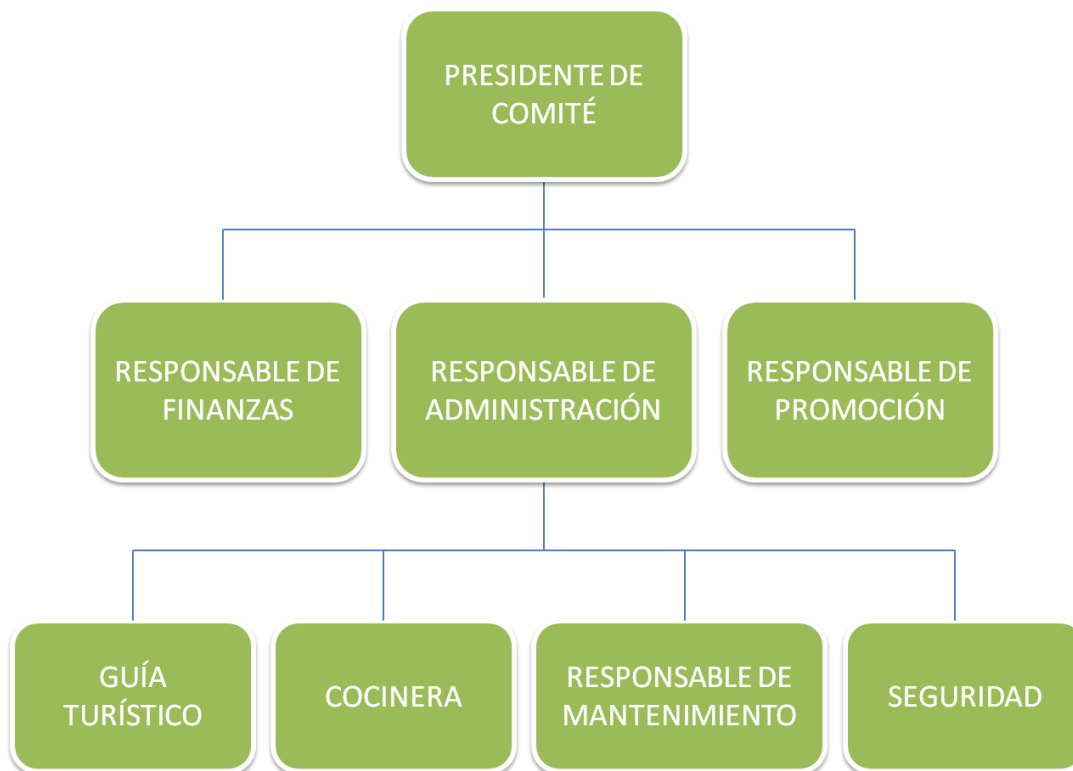 PRESIDENTE DE
COMITÉ
RESPONSABLE DE
FINANZAS
RESPONSABLE DE
ADMINISTRACIÓN
RESPONSABLE DE
PROMOCIÓN
GUÍA
TURÍSTICO
COCINERA
RESPONSABLE DE
MANTENIMIENTO
SEGURIDAD